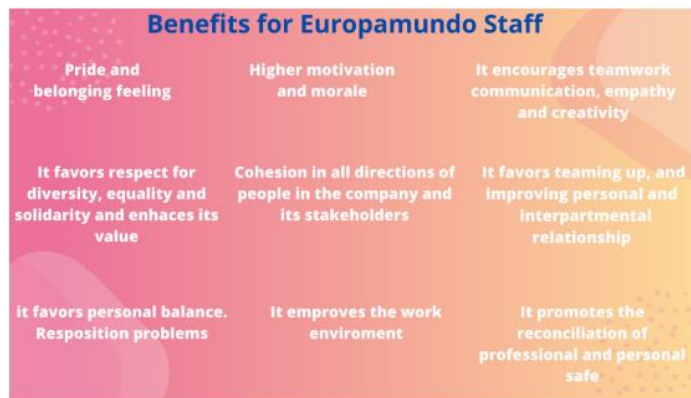 Benefits for Europamundo Staff
Pride and
belonging feeling
Higher motivation
and morale
It encourages teamwork
communication, empathy
and creativity
It favors respect for
diversity, equality and
solidarity and enhaces its
value
Cohesion in all directions of
people in the company and
its stakeholders
It favors teaming up, and
improving personal and
interpartmental
relationship
it favors personal balance.
Resposition problems
It emproves the work
enviroment
It promotes the
reconciliation of
professional and personal
safe